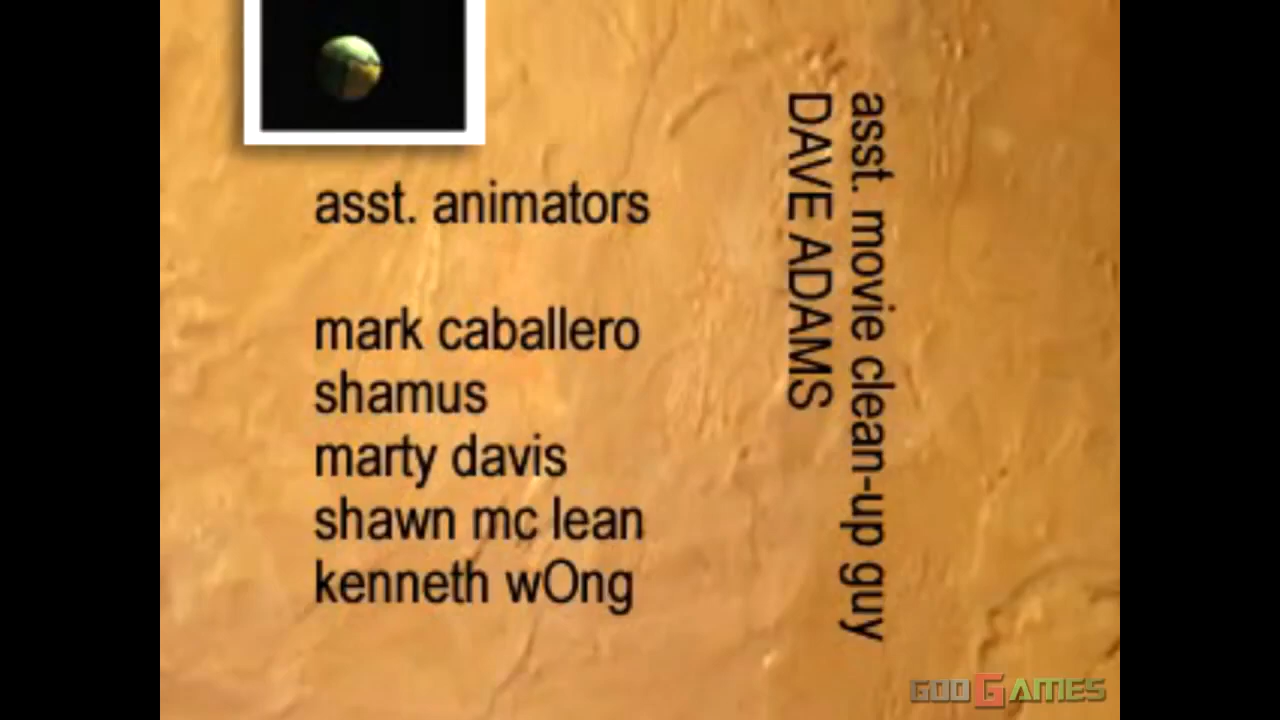 asst. animators
mark caballero
shamus
marty davis
shawn mc lean
kenneth wOng
asst. movie clean-up guy
DAVE ADAMS
GODGAMES